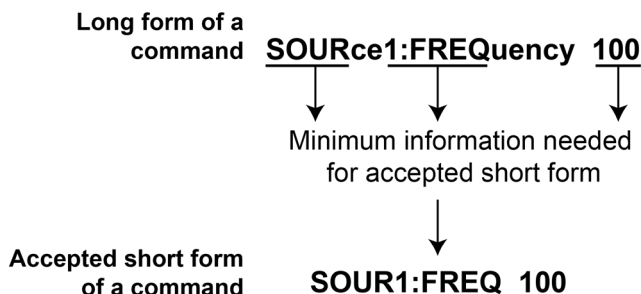 Long form of a
command
SOURce1:FREQuency 100
Minimum information needed
for accepted short form
Accepted short form
of a command
SOUR1:FREQ 100